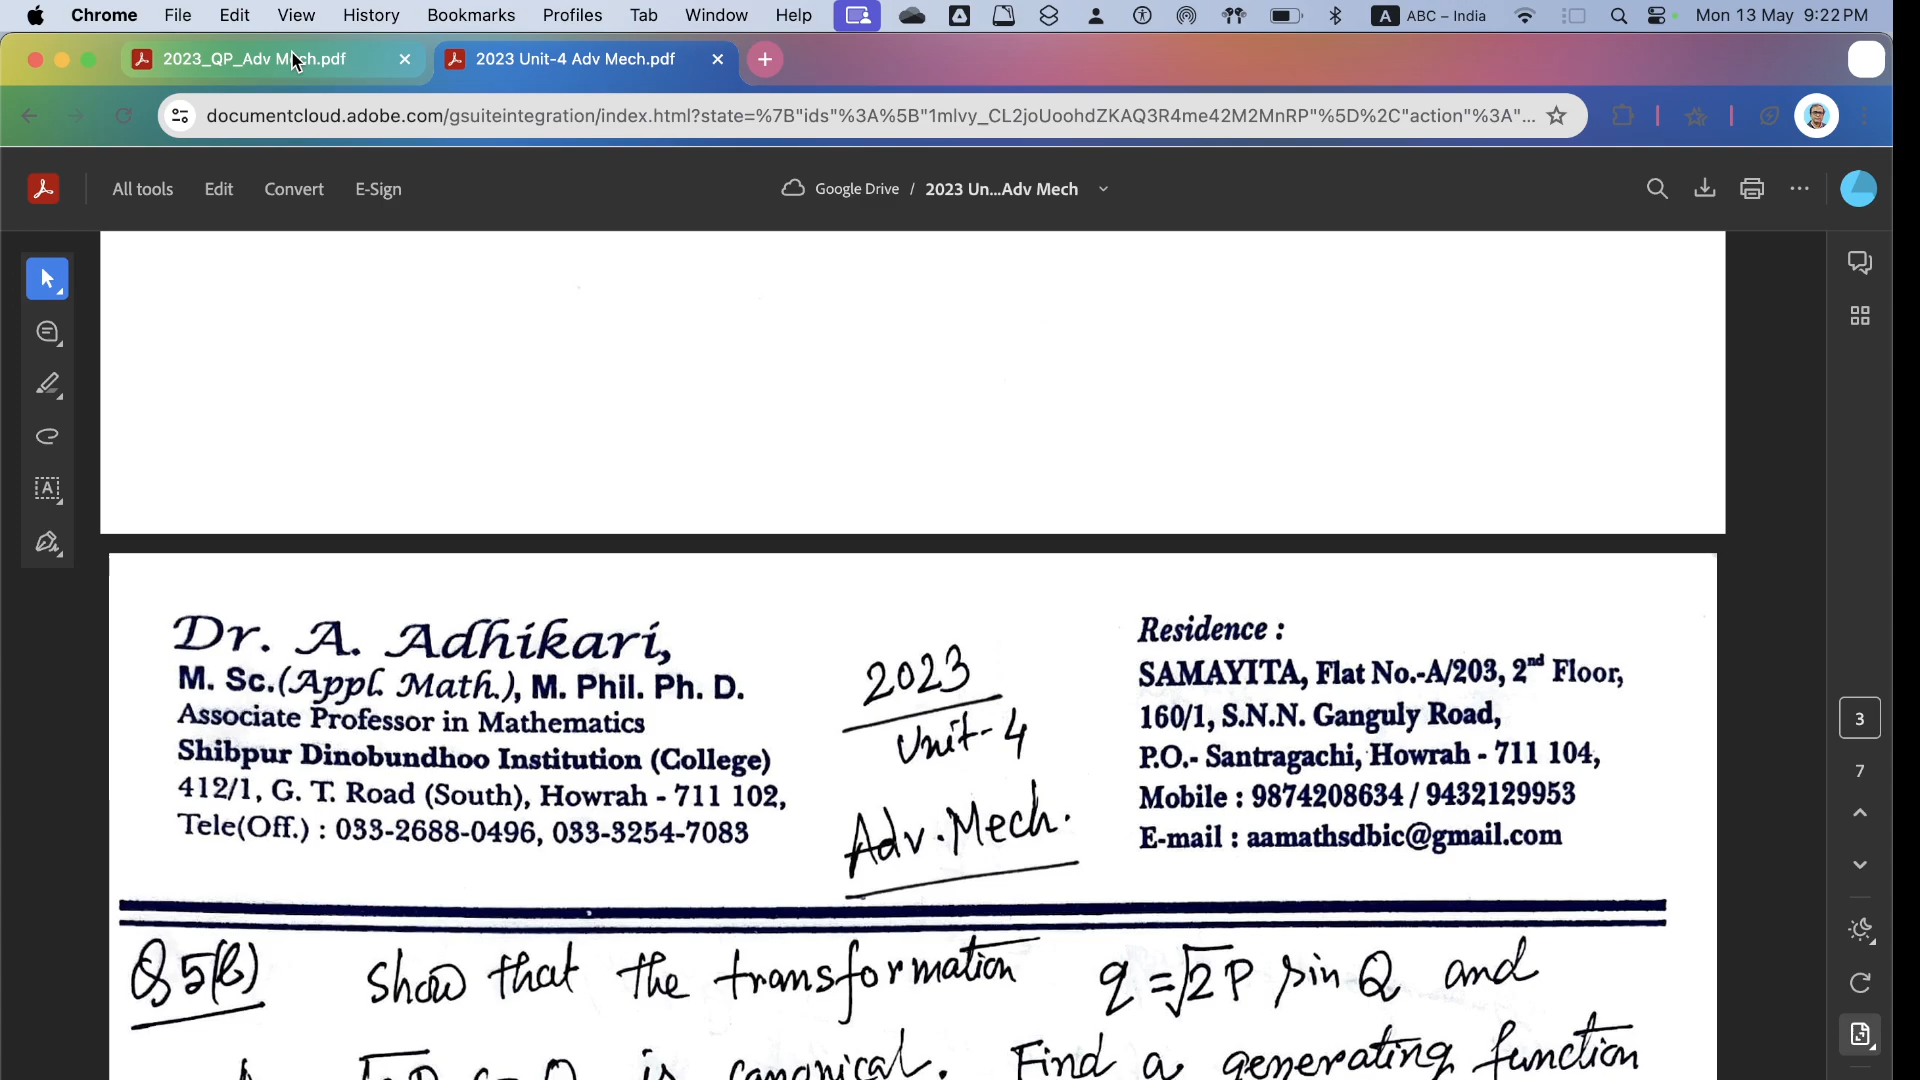 Chrome File Edit View History Bookmarks Profiles Tab Window Help A ABC – India Mon 13 May 9:22 PM
2023_QP_Adv Mech.pdf 2023 Unit-4 Adv Mech.pdf
documentcloud.adobe.com/gsuiteintegration/index.html?state=%7B"ids"%3A%5B"1mlvy_CL2joUoohdZKAQ3R4me42M2MnRP"%5D%2C"action"%3A"...
All tools Edit Convert E-Sign Google Drive / 2023 Un...Adv Mech
Dr. A. Adhikari,
M. Sc.(Appl. Math.), M. Phil. Ph. D.
Associate Professor in Mathematics
Shibpur Dinobundhoo Institution (College)
412/1, G. T. Road (South), Howrah - 711 102,
Tele(Off.) : 033-2688-0496, 033-3254-7083
2023
Unit-4
Adv. Mech.
Residence :
SAMAYITA, Flat No.-A/203, 2nd Floor,
160/1, S.N.N. Ganguly Road,
P.O.- Santragachi, Howrah - 711 104,
Mobile : 9874208634 / 9432129953
E-mail : aamathsdbic@gmail.com
3
7
Q5(b) Show that the transformation q = √2P sin Q and
is canonical. Find a generating function